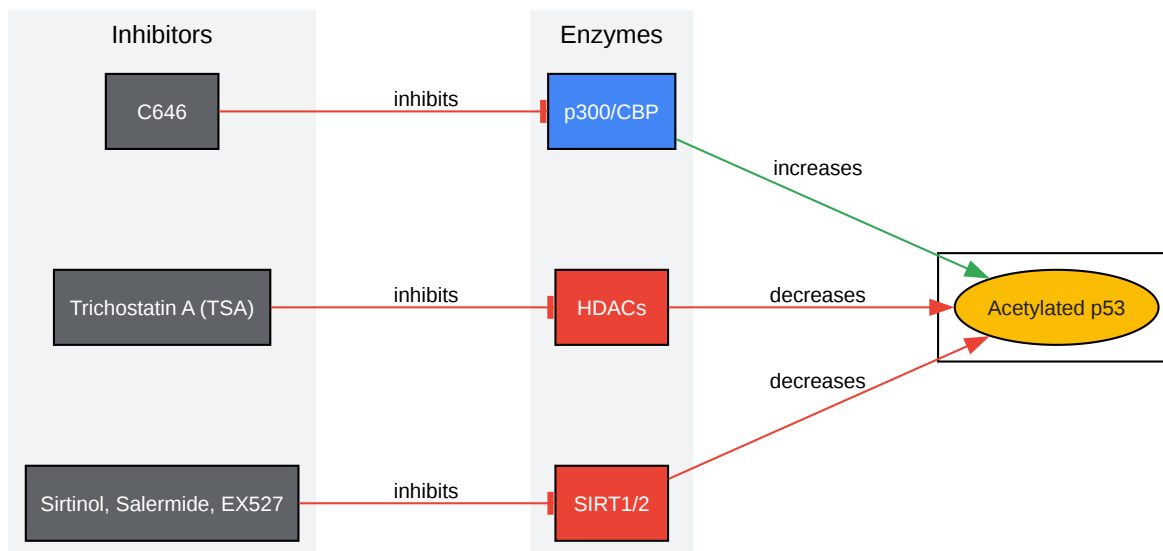 Inhibitors
Enzymes
C646
inhibits
p300/CBP
increases
Trichostatin A (TSA)
inhibits
HDACs
decreases
Acetylated p53
decreases
Sirtinol, Salermide, EX527
inhibits
SIRT1/2